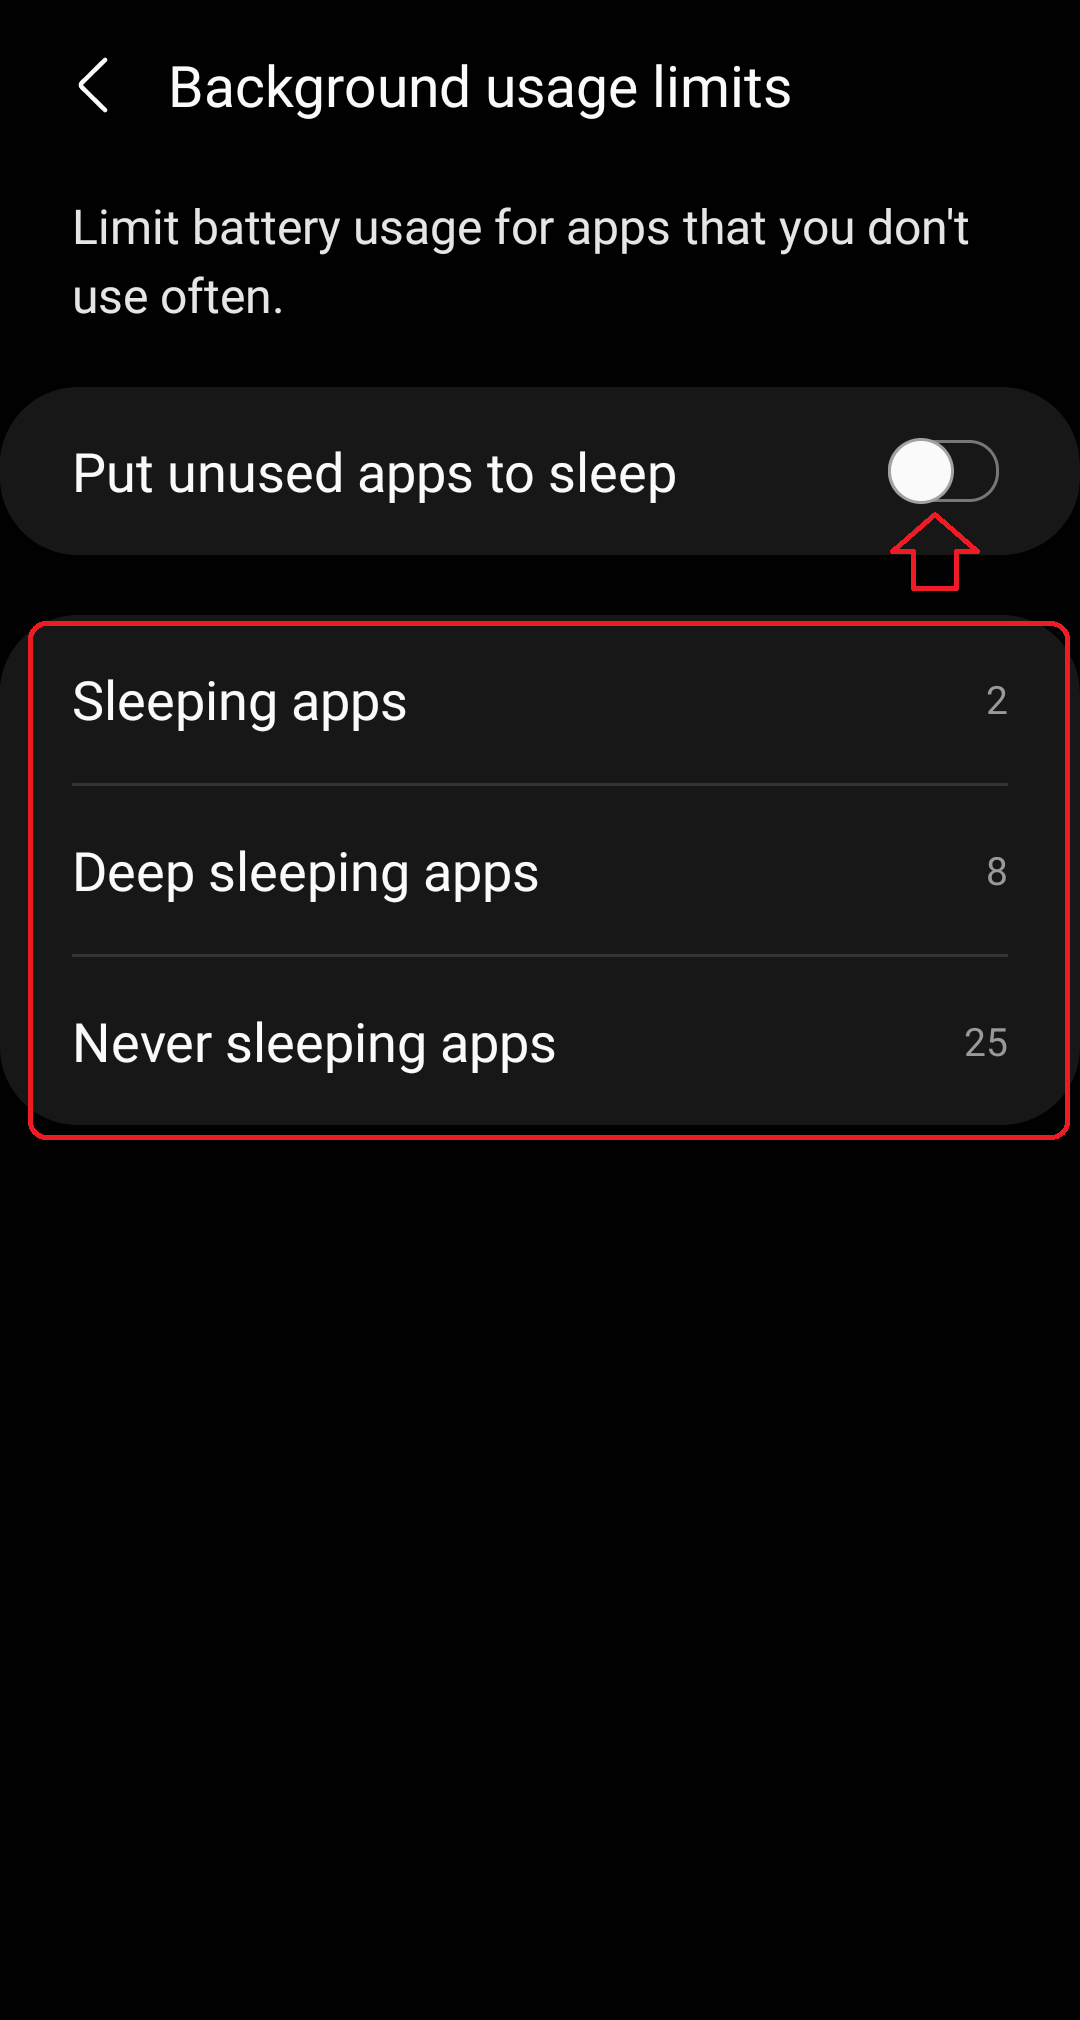 Background usage limits
Limit battery usage for apps that you don't
use often.
Put unused apps to sleep
Sleeping apps 2
Deep sleeping apps 8
Never sleeping apps 25